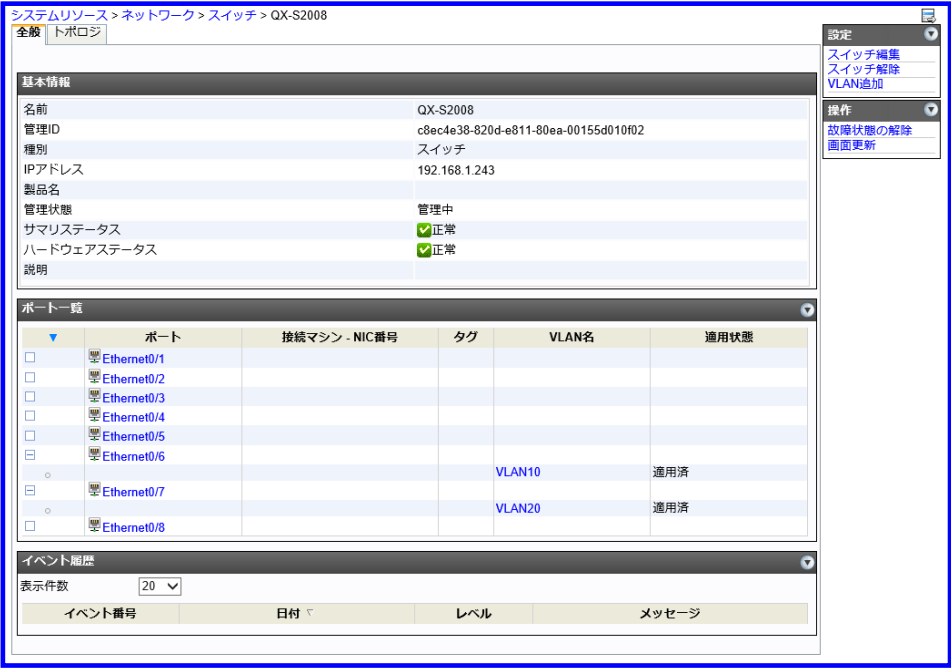 システムリソース > ネットワーク > スイッチ > QX-S2008
全般 トポロジ
基本情報
名前 QX-S2008
管理ID c8ec4e38-820d-e811-80ea-00155d010f02
種別 スイッチ
IPアドレス 192.168.1.243
製品名
管理状態 管理中
サマリステータス 正常
ハードウェアステータス 正常
説明
ポート一覧
ポート 接続マシン - NIC番号 タグ VLAN名 適用状態
Ethernet0/1
Ethernet0/2
Ethernet0/3
Ethernet0/4
Ethernet0/5
Ethernet0/6
VLAN10 適用済
Ethernet0/7
VLAN20 適用済
Ethernet0/8
イベント履歴
表示件数 20
イベント番号 日付 レベル メッセージ
設定
スイッチ編集
スイッチ解除
VLAN追加
操作
故障状態の解除
画面更新